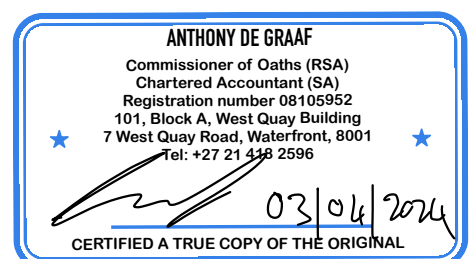 ANTHONY DE GRAAF
Commissioner of Oaths (RSA)
Chartered Accountant (SA)
Registration number 08105952
101, Block A, West Quay Building
7 West Quay Road, Waterfront, 8001
Tel: +27 21 418 2596
03/04/2024
CERTIFIED A TRUE COPY OF THE ORIGINAL